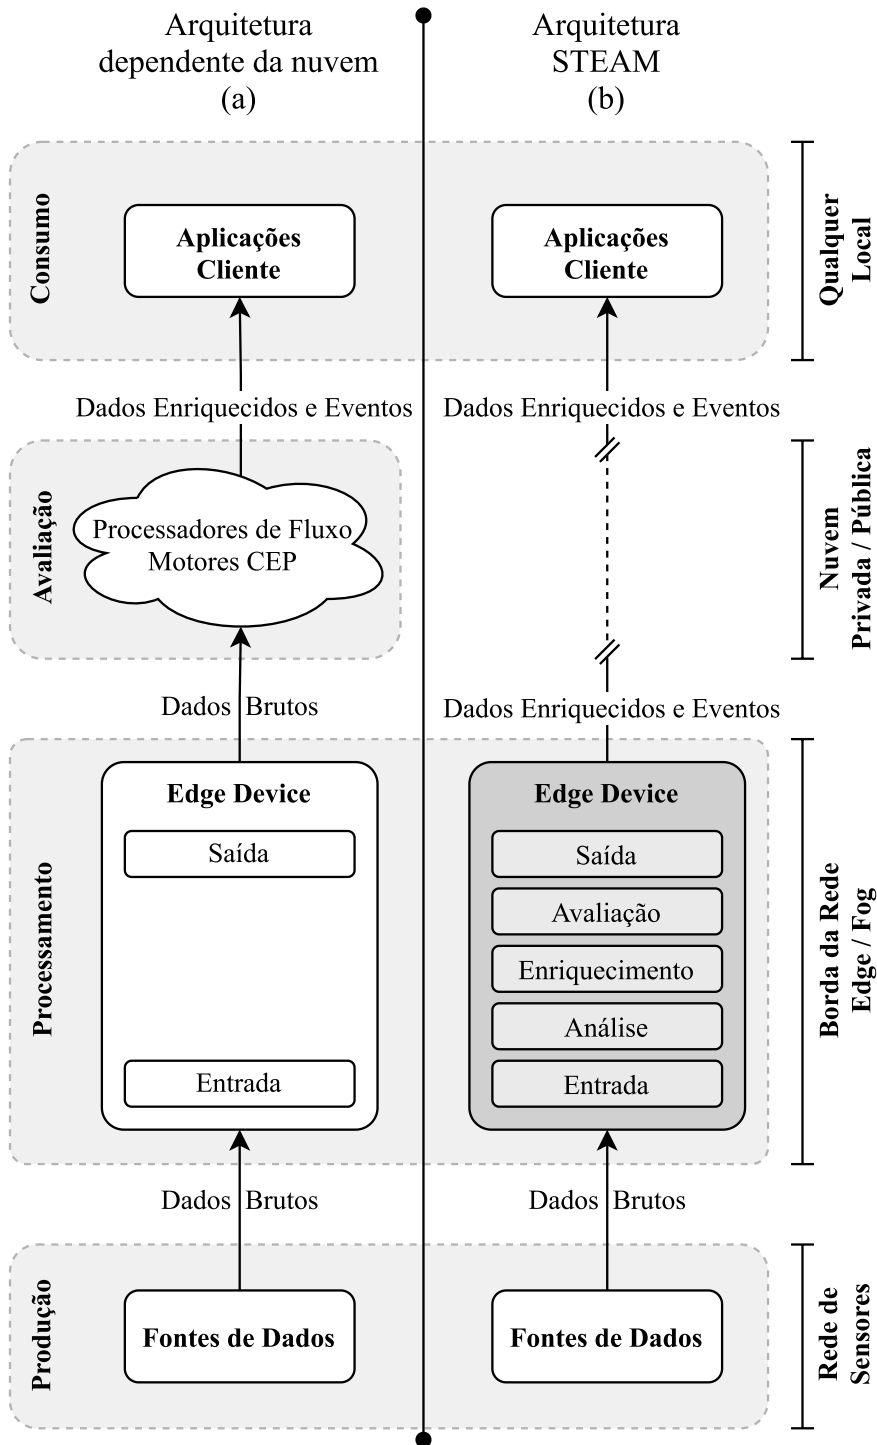 Arquitetura
dependente da nuvem
(a)
Arquitetura
STEAM
(b)
Consumo
Aplicações
Cliente
Aplicações
Cliente
Qualquer
Local
Dados Enriquecidos e Eventos
Dados Enriquecidos e Eventos
Avaliação
Processadores de Fluxo
Motores CEP
Nuvem
Privada / Pública
Dados Brutos
Dados Enriquecidos e Eventos
Processamento
Edge Device
Saída
Entrada
Edge Device
Saída
Avaliação
Enriquecimento
Análise
Entrada
Borda da Rede
Edge / Fog
Dados Brutos
Dados Brutos
Produção
Fontes de Dados
Fontes de Dados
Rede de
Sensores